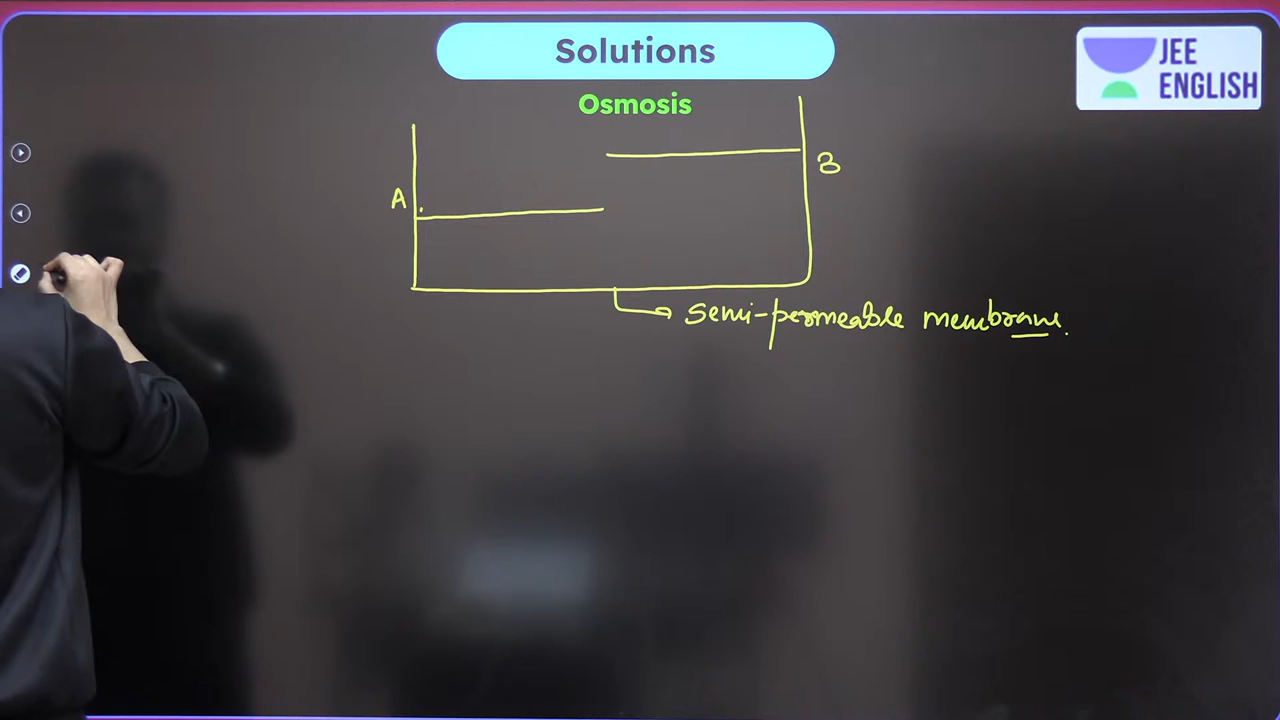 Solutions
JEE
ENGLISH
Osmosis
A
B
Semi-permeable membrane.